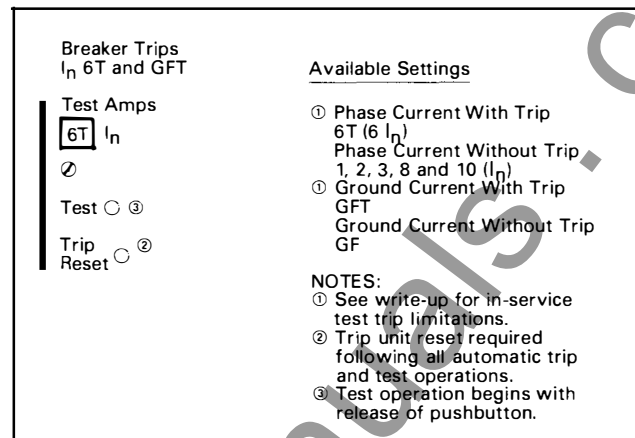 Breaker Trips
In 6T and GFT
Test Amps
6T In
Test ③
Trip ②
Reset
Available Settings
① Phase Current With Trip
6T (6 In)
Phase Current Without Trip
1, 2, 3, 8 and 10 (In)
① Ground Current With Trip
GFT
Ground Current Without Trip
GF
NOTES:
① See write-up for in-service
test trip limitations.
② Trip unit reset required
following all automatic trip
and test operations.
③ Test operation begins with
release of pushbutton.